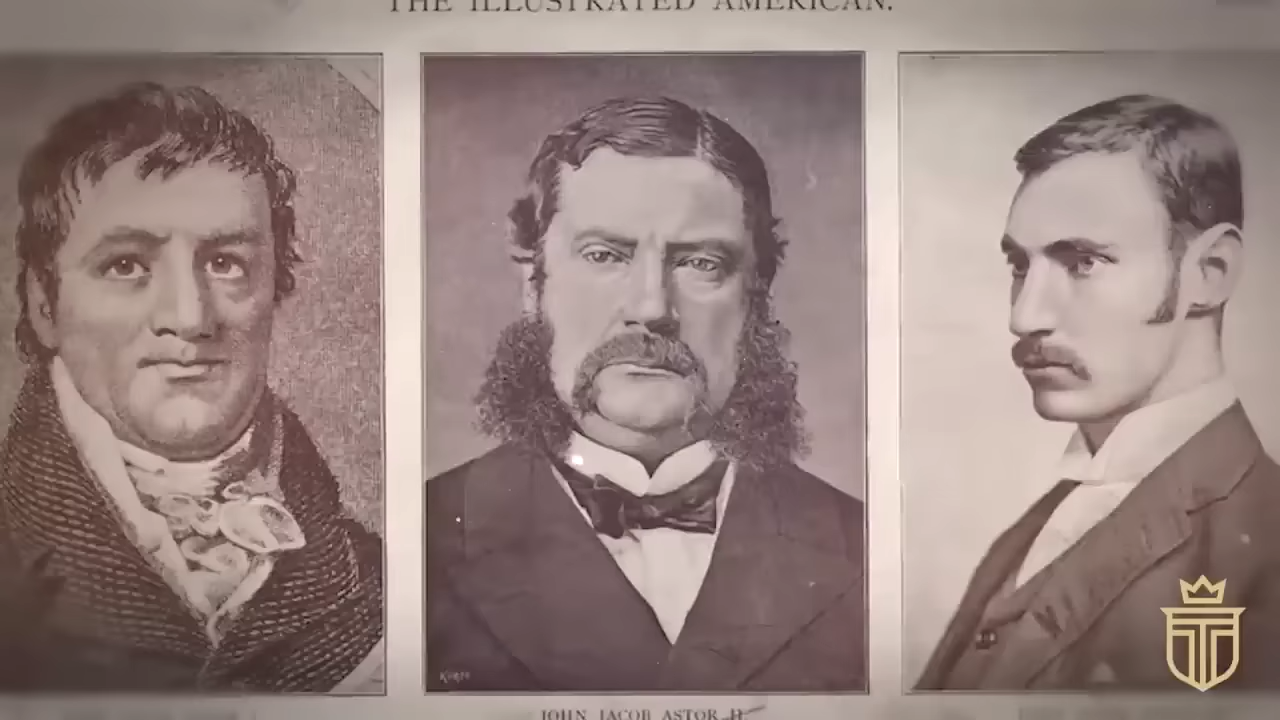 THE ILLUSTRATED AMERICAN.
JOHN JACOB ASTOR II.